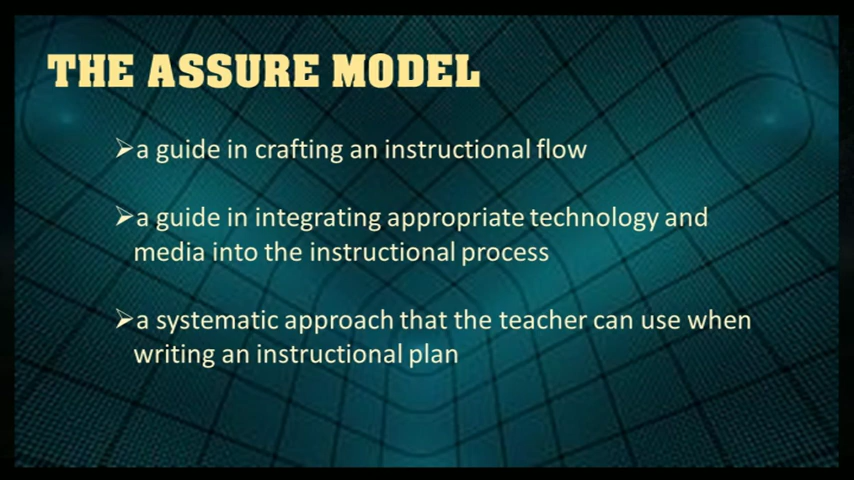 THE ASSURE MODEL
➢a guide in crafting an instructional flow
➢a guide in integrating appropriate technology and
media into the instructional process
➢a systematic approach that the teacher can use when
writing an instructional plan